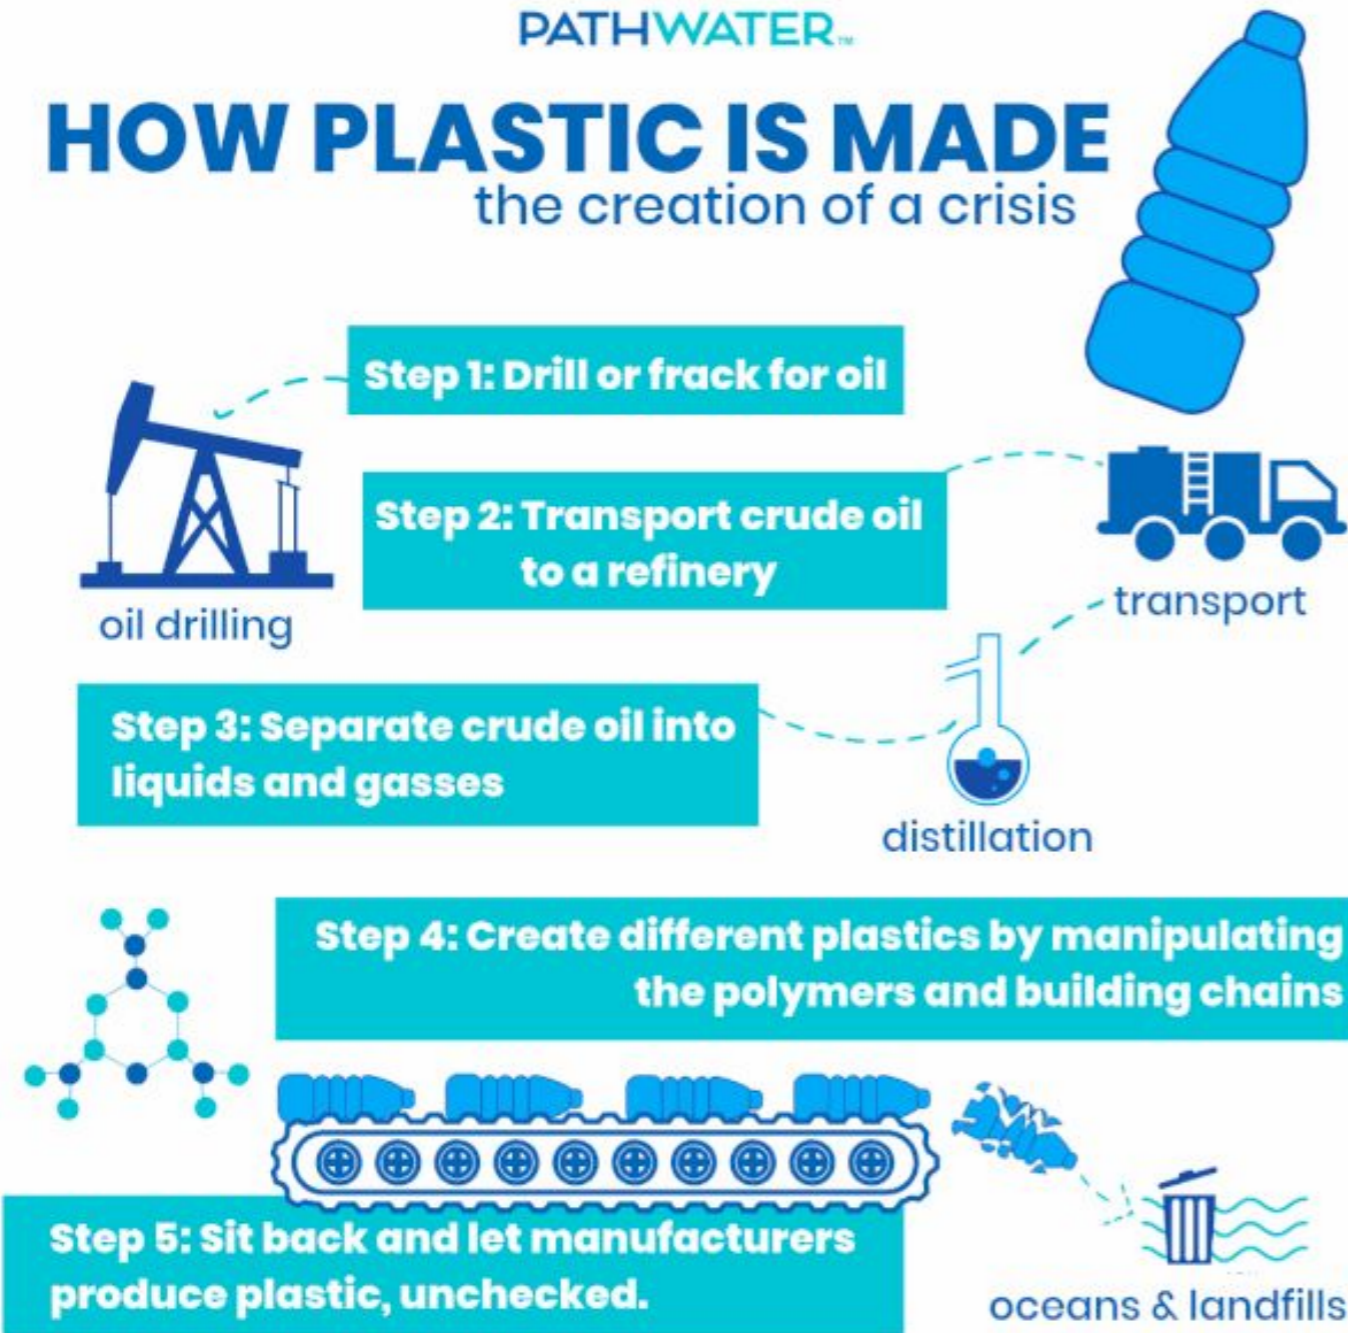 PATHWATER™
HOW PLASTIC IS MADE
the creation of a crisis
Step 1: Drill or frack for oil
oil drilling
Step 2: Transport crude oil
to a refinery
transport
Step 3: Separate crude oil into
liquids and gasses
distillation
Step 4: Create different plastics by manipulating
the polymers and building chains
Step 5: Sit back and let manufacturers
produce plastic, unchecked.
oceans & landfills